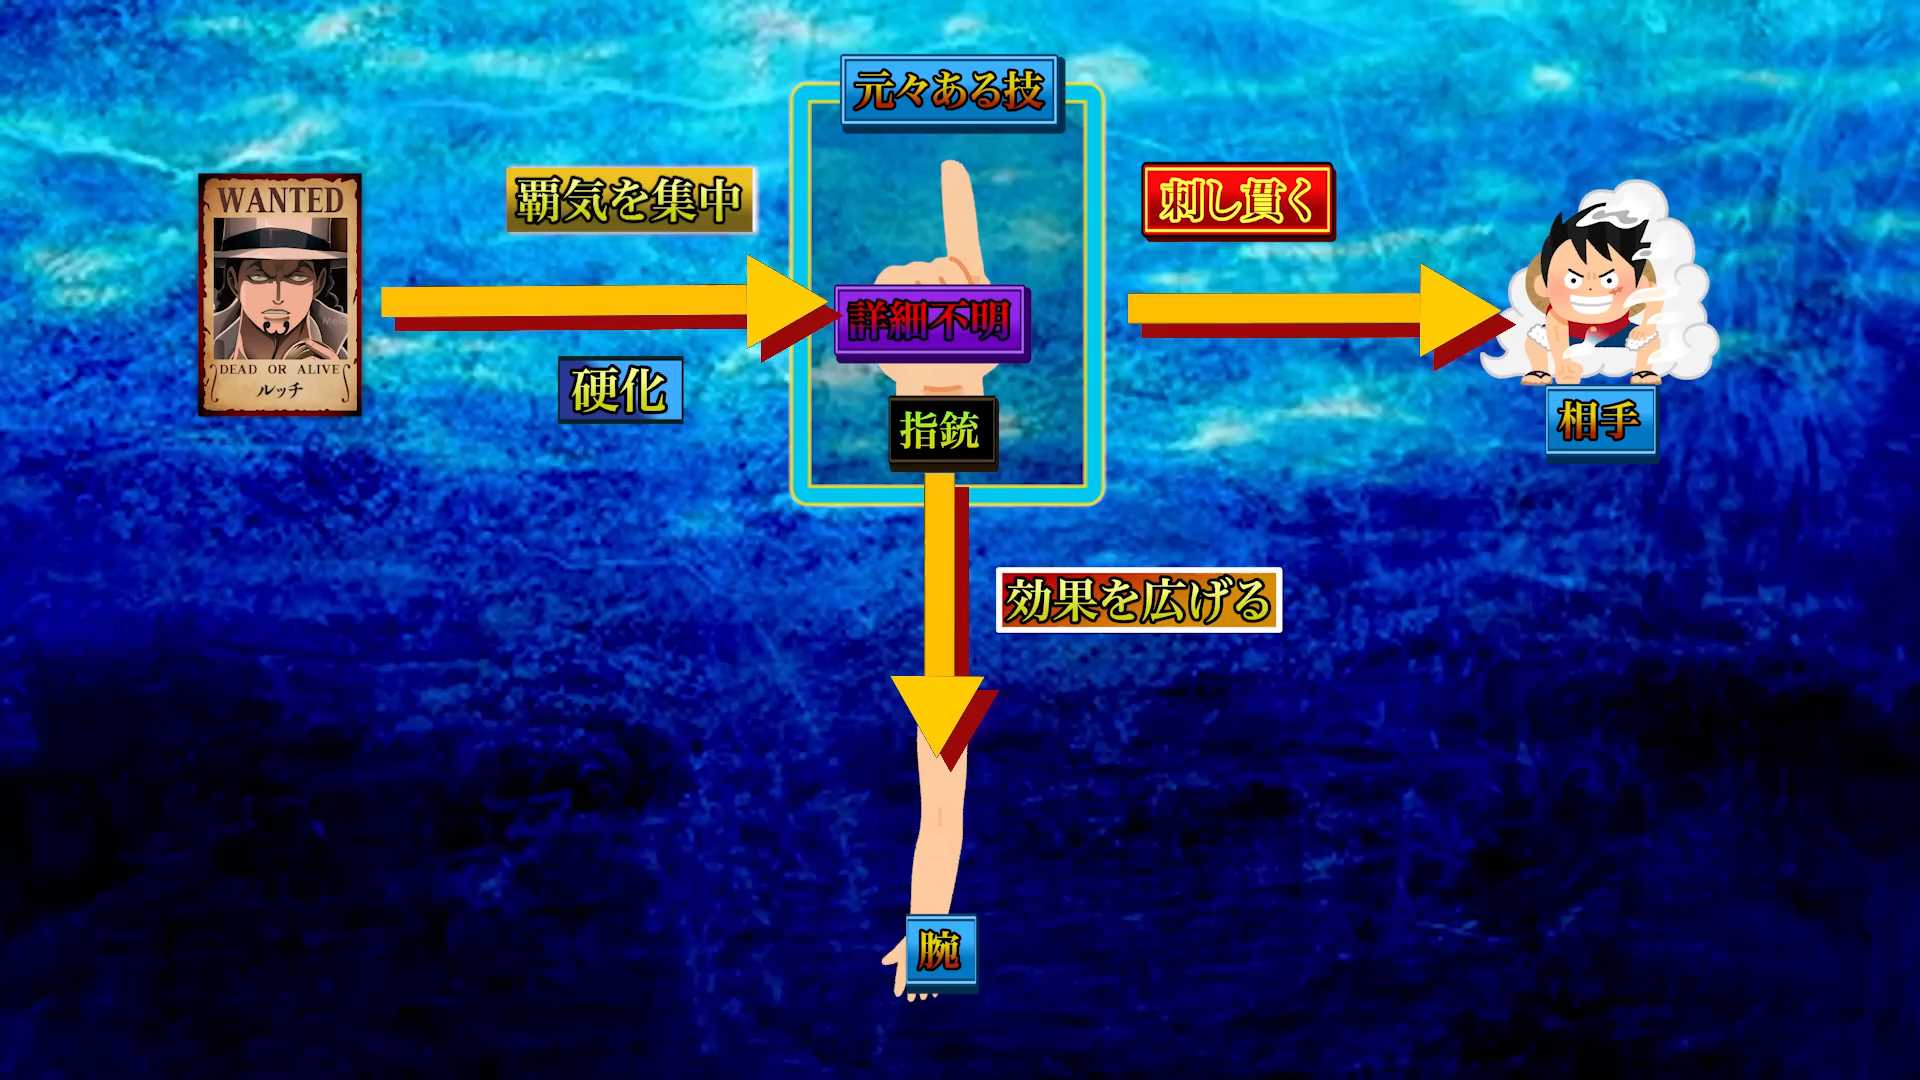 元々ある技
WANTED
覇気を集中
刺し貫く
詳細不明
DEAD OR ALIVE
ルッチ
硬化
指銃
相手
効果を広げる
腕